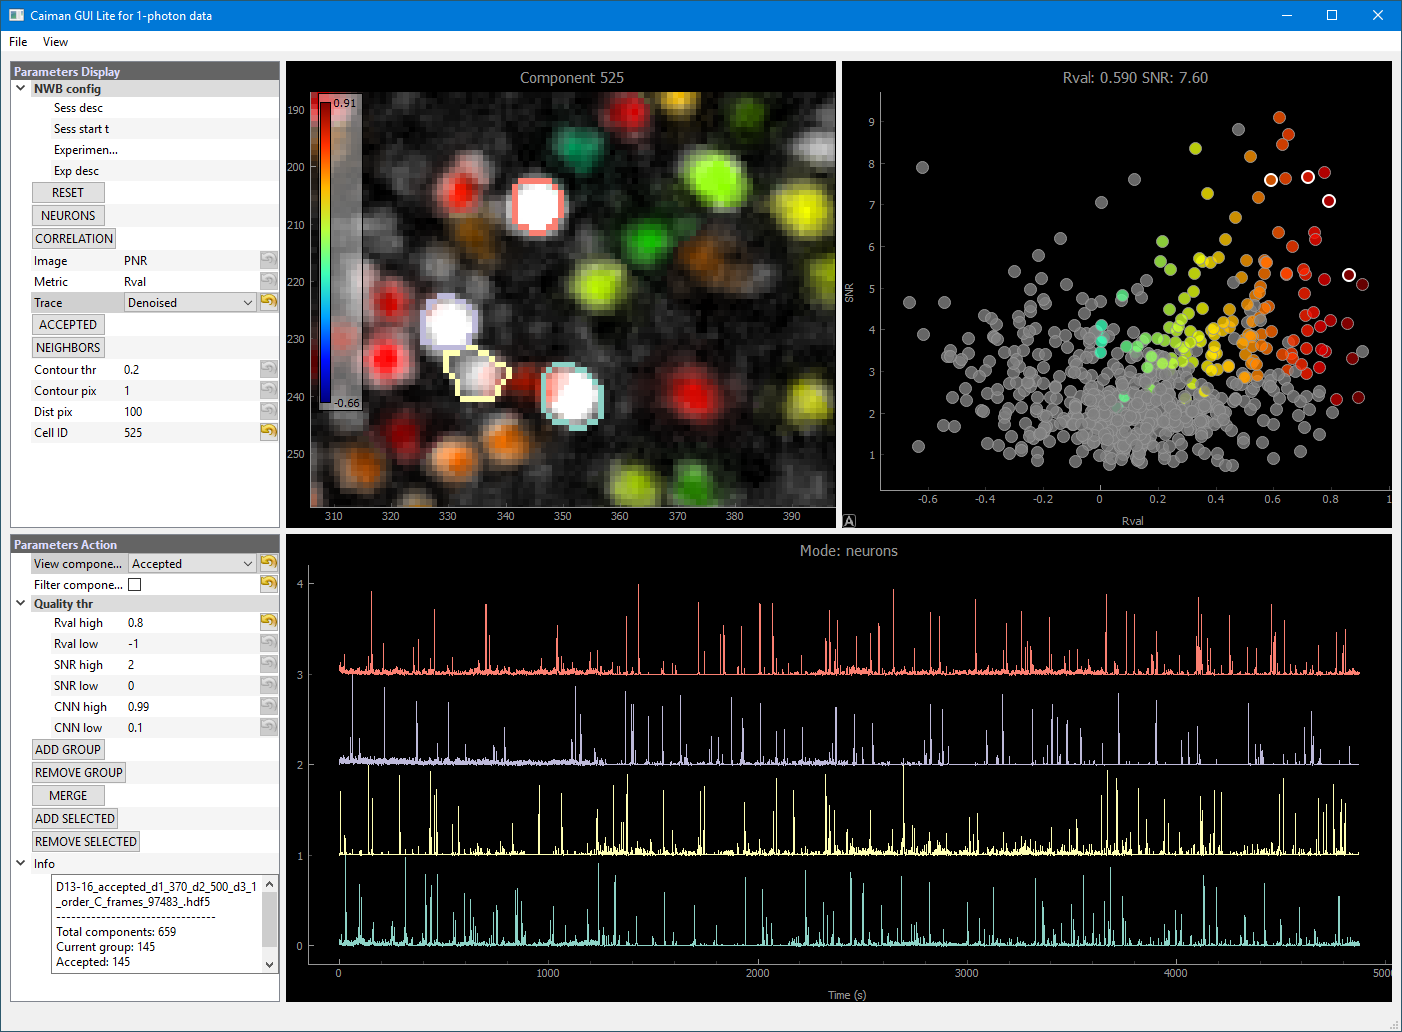 Caiman GUI Lite for 1-photon data
File View
Parameters Display
NWB config
Sess desc
Sess start t
Experimen...
Exp desc
RESET
NEURONS
CORRELATION
Image PNR
Metric Rval
Trace Denoised
ACCEPTED
NEIGHBORS
Contour thr 0.2
Contour pix 1
Dist pix 100
Cell ID 525
Component 525
0.91
-0.66
190
200
210
220
230
240
250
310 320 330 340 350 360 370 380 390
Rval: 0.590 SNR: 7.60
SNR
9
8
7
6
5
4
3
2
1
-0.6 -0.4 -0.2 0 0.2 0.4 0.6 0.8 1
Rval
A
Parameters Action
View compone... Accepted
Filter compone...
Quality thr
Rval high 0.8
Rval low -1
SNR high 2
SNR low 0
CNN high 0.99
CNN low 0.1
ADD GROUP
REMOVE GROUP
MERGE
ADD SELECTED
REMOVE SELECTED
Info
D13-16_accepted_d1_370_d2_500_d3_1
_order_C_frames_97483_.hdf5
--------------------------------
Total components: 659
Current group: 145
Accepted: 145
Mode: neurons
4
3
2
1
0
0 1000 2000 3000 4000 5000
Time (s)